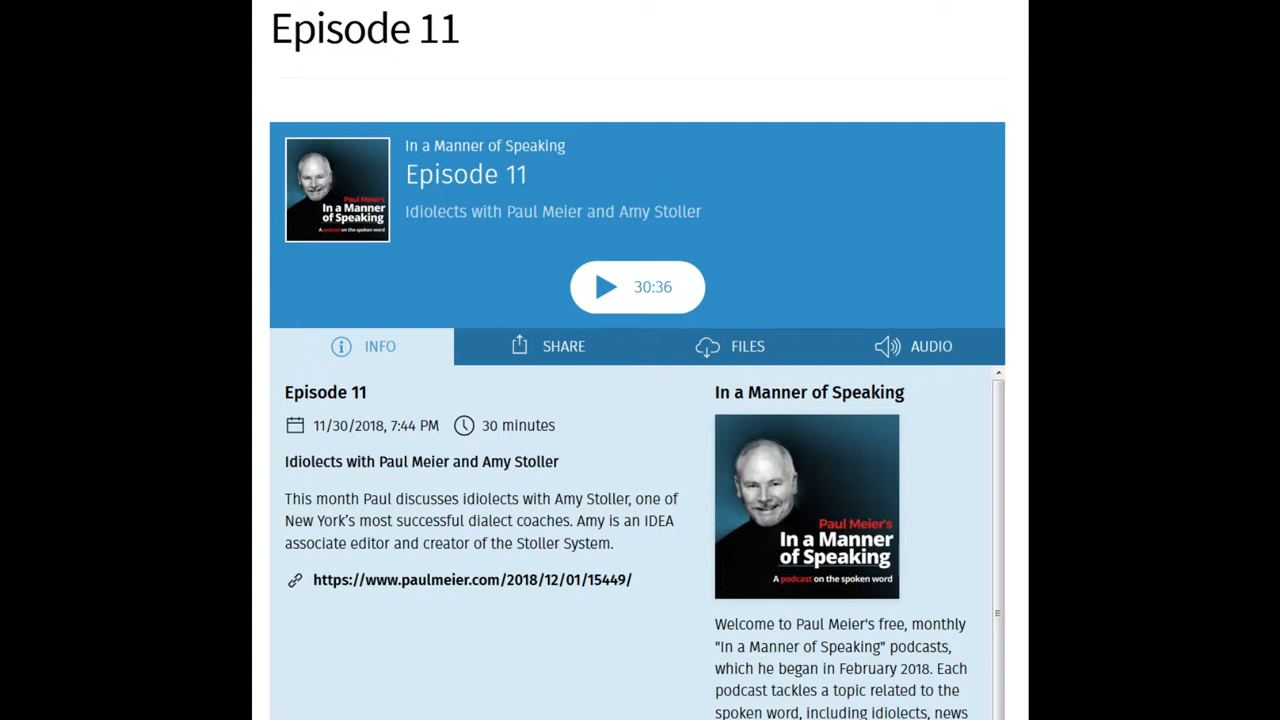 Episode 11
Paul Meier's
In a Manner
of Speaking
A podcast on the spoken word
In a Manner of Speaking
Episode 11
Idiolects with Paul Meier and Amy Stoller
30:36
INFO
SHARE
FILES
AUDIO
Episode 11
11/30/2018, 7:44 PM
30 minutes
Idiolects with Paul Meier and Amy Stoller
This month Paul discusses idiolects with Amy Stoller, one of
New York’s most successful dialect coaches. Amy is an IDEA
associate editor and creator of the Stoller System.
https://www.paulmeier.com/2018/12/01/15449/
In a Manner of Speaking
Paul Meier's
In a Manner
of Speaking
A podcast on the spoken word
Welcome to Paul Meier's free, monthly
"In a Manner of Speaking" podcasts,
which he began in February 2018. Each
podcast tackles a topic related to the
spoken word, including idiolects, news